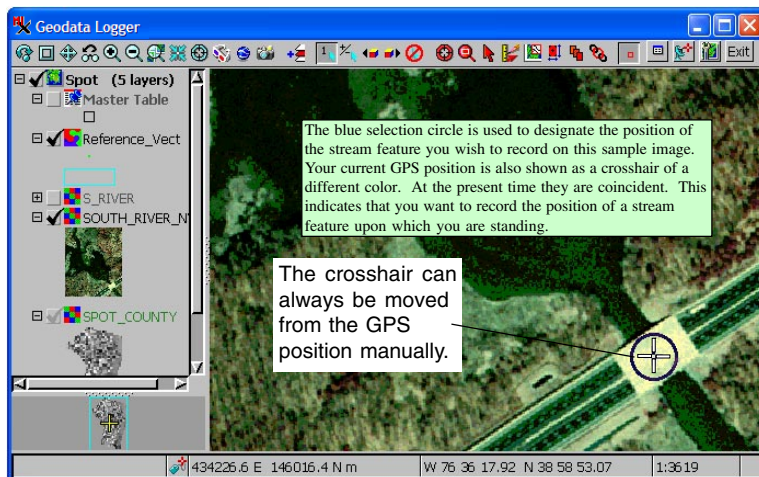 Geodata Logger
Exit
Spot (5 layers)
Master Table
Reference_Vect
S_RIVER
SOUTH_RIVER_N
SPOT_COUNTY
The blue selection circle is used to designate the position of
the stream feature you wish to record on this sample image.
Your current GPS position is also shown as a crosshair of a
different color. At the present time they are coincident. This
indicates that you want to record the position of a stream
feature upon which you are standing.
The crosshair can
always be moved
from the GPS
position manually.
434226.6 E 146016.4 N m
W 76 36 17.92 N 38 58 53.07
1:3619